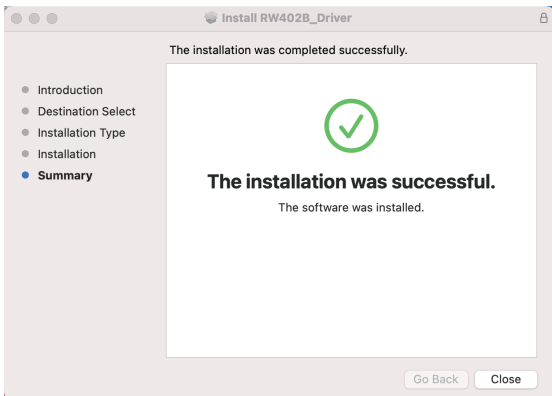 Install RW402B_Driver
The installation was completed successfully.
Introduction
Destination Select
Installation Type
Installation
Summary
The installation was successful.
The software was installed.
Go Back
Close